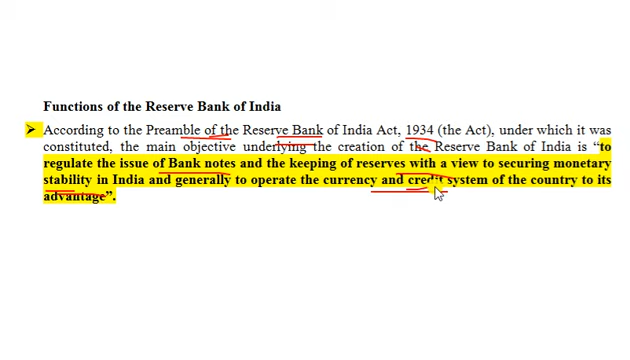 Functions of the Reserve Bank of India
➤ According to the Preamble of the Reserve Bank of India Act, 1934 (the Act), under which it was
constituted, the main objective underlying the creation of the Reserve Bank of India is “to
regulate the issue of Bank notes and the keeping of reserves with a view to securing monetary
stability in India and generally to operate the currency and credit system of the country to its
advantage”.